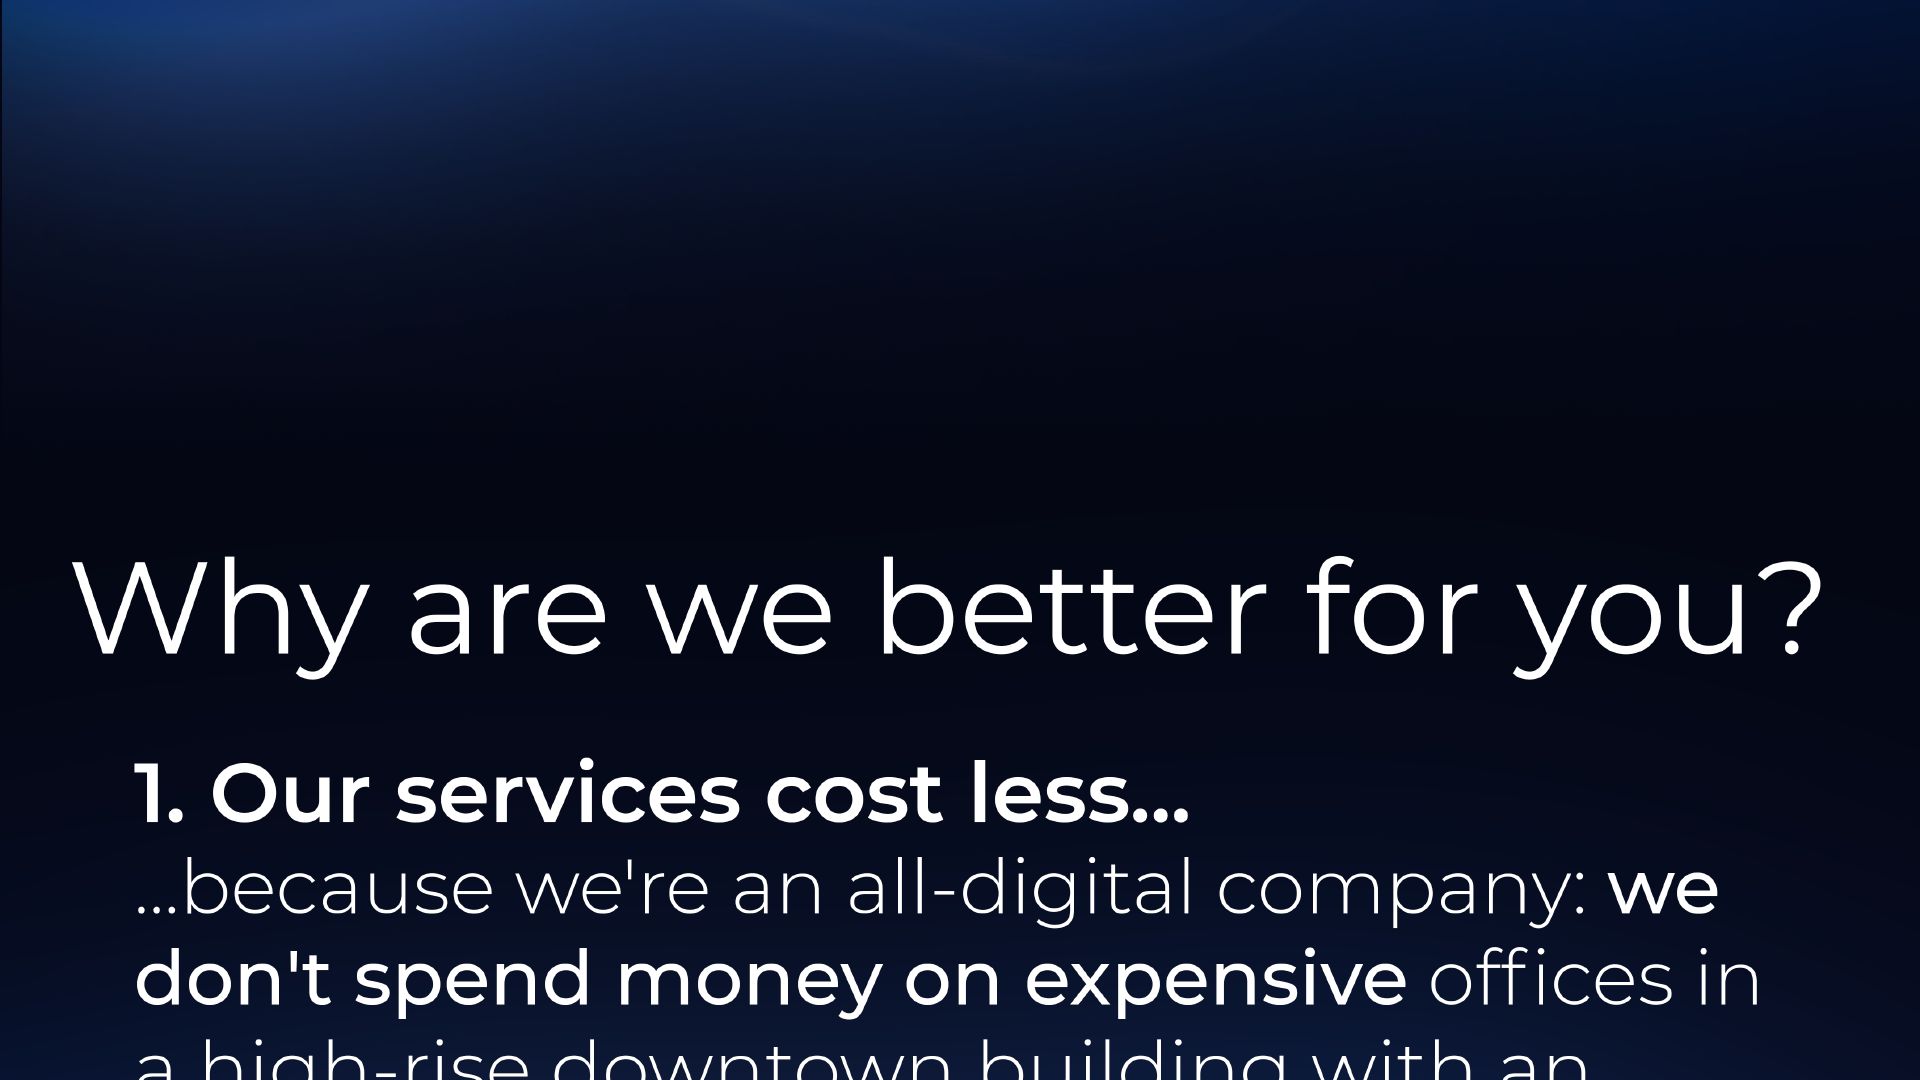 Why are we better for you?
1. Our services cost less...
...because we're an all-digital company: we
don't spend money on expensive offices in
a high-rise downtown building with an